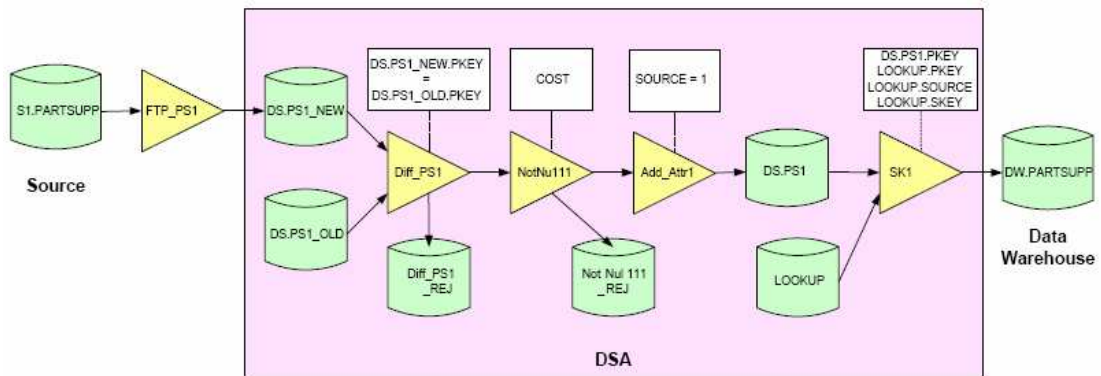 DS.PS1_NEW.PKEY
=
DS.PS1_OLD.PKEY
COST
SOURCE = 1
DS.PS1.PKEY
LOOKUP.PKEY
LOOKUP.SOURCE
LOOKUP.SKEY
S1.PARTSUPP
FTP_PS1
DS.PS1_NEW
Diff_PS1
NotNu111
Add_Attr1
DS.PS1
SK1
DW.PARTSUPP
Source
DS.PS1_OLD
Diff_PS1
_REJ
Not Nul 111
_REJ
LOOKUP
Data
Warehouse
DSA